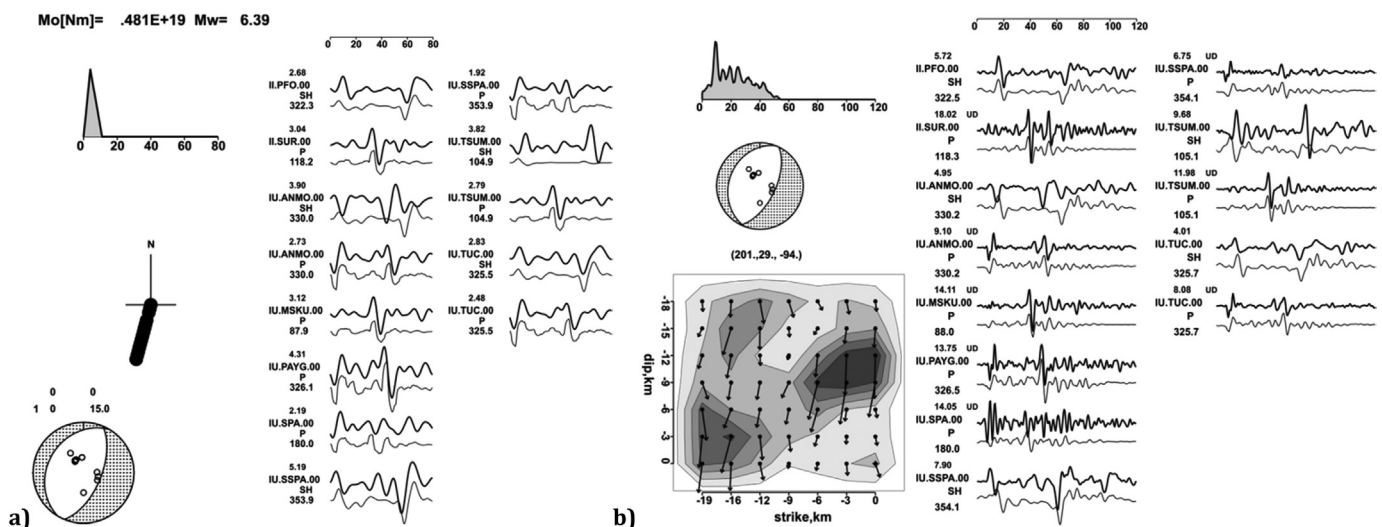 Mo[Nm]= .481E+19 Mw= 6.39
0 20 40 60 80
0 20 40 60 80
N
0 0
1 0 15.0
2.68
II.PFO.00
SH
322.3
3.04
II.SUR.00
P
118.2
3.90
IU.ANMO.00
SH
330.0
2.73
IU.ANMO.00
P
330.0
3.12
IU.MSKU.00
P
87.9
4.31
IU.PAYG.00
P
326.1
2.19
IU.SPA.00
P
180.0
5.19
IU.SSPA.00
SH
353.9
1.92
IU.SSPA.00
P
353.9
3.82
IU.TSUM.00
SH
104.9
2.79
IU.TSUM.00
P
104.9
2.83
IU.TUC.00
SH
325.5
2.48
IU.TUC.00
P
325.5
a)
0 20 40 60 80 100 120
(201.,29., -94.)
dip,km
-18
-15
-12
-9
-6
-3
0
-19 -16 -12 -9 -6 -3 0
strike,km
b)
0 20 40 60 80 100 120
5.72
II.PFO.00
SH
322.5
18.02 UD
II.SUR.00
P
118.3
4.95
IU.ANMO.00
SH
330.2
9.10 UD
IU.ANMO.00
P
330.2
14.11 UD
IU.MSKU.00
P
88.0
13.75 UD
IU.PAYG.00
P
326.5
14.05 UD
IU.SPA.00
P
180.0
7.90
IU.SSPA.00
SH
354.1
6.75 UD
IU.SSPA.00
P
354.1
9.68
IU.TSUM.00
SH
105.1
11.98 UD
IU.TSUM.00
P
105.1
4.01
IU.TUC.00
SH
325.7
8.08 UD
IU.TUC.00
P
325.7